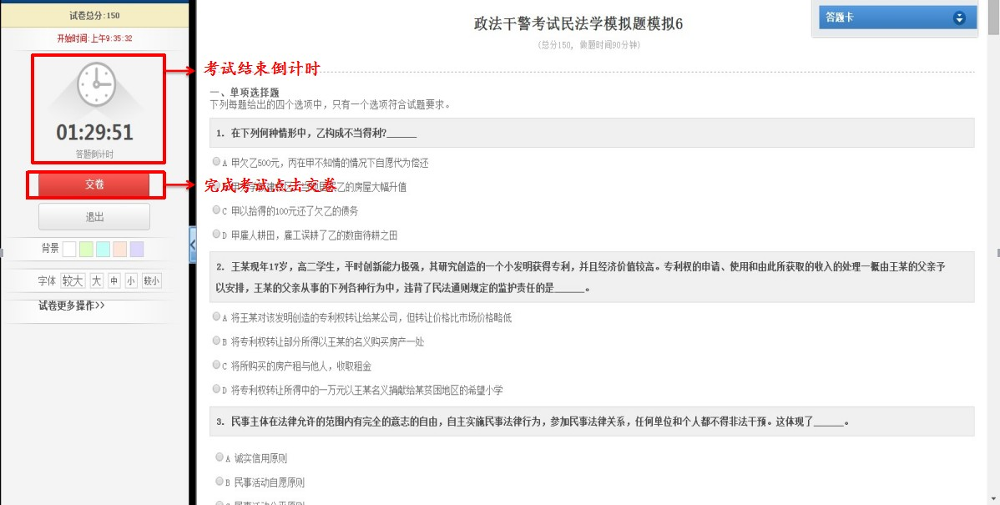 试卷总分:150
开始时间:上午9:35:32
01:29:51
答题倒计时
交卷
退出
背景
字体 较大 大 中 小 较小
试卷更多操作>>
考试结束倒计时
完成考试点击交卷
政法干警考试民法学模拟题模拟6
(总分150, 做题时间90分钟)
答题卡
一、单项选择题
下列每题给出的四个选项中，只有一个选项符合试题要求。
1. 在下列何种情形中，乙构成不当得利?______
A 甲欠乙500元，丙在甲不知情的情况下自愿代为偿还
乙的房屋大幅升值
C 甲以拾得的100元还了欠乙的债务
D 甲雇人耕田，雇工误耕了乙的数亩待耕之田
2. 王某现年17岁，高二学生，平时创新能力极强，其研究创造的一个小发明获得专利，并且经济价值较高。专利权的申请、使用和由此所获取的收入的处理一概由王某的父亲予
以安排，王某的父亲从事的下列各种行为中，违背了民法通则规定的监护责任的是______。
A 将王某对该发明创造的专利权转让给某公司，但转让价格比市场价格略低
B 将专利权转让部分所得以王某的名义购买房产一处
C 将所购买的房产租与他人，收取租金
D 将专利权转让所得中的一万元以王某名义捐献给某贫困地区的希望小学
3. 民事主体在法律允许的范围内有完全的意志的自由，自主实施民事法律行为，参加民事法律关系，任何单位和个人都不得非法干预。这体现了______。
A 诚实信用原则
B 民事活动自愿原则
C 民事活动公平原则